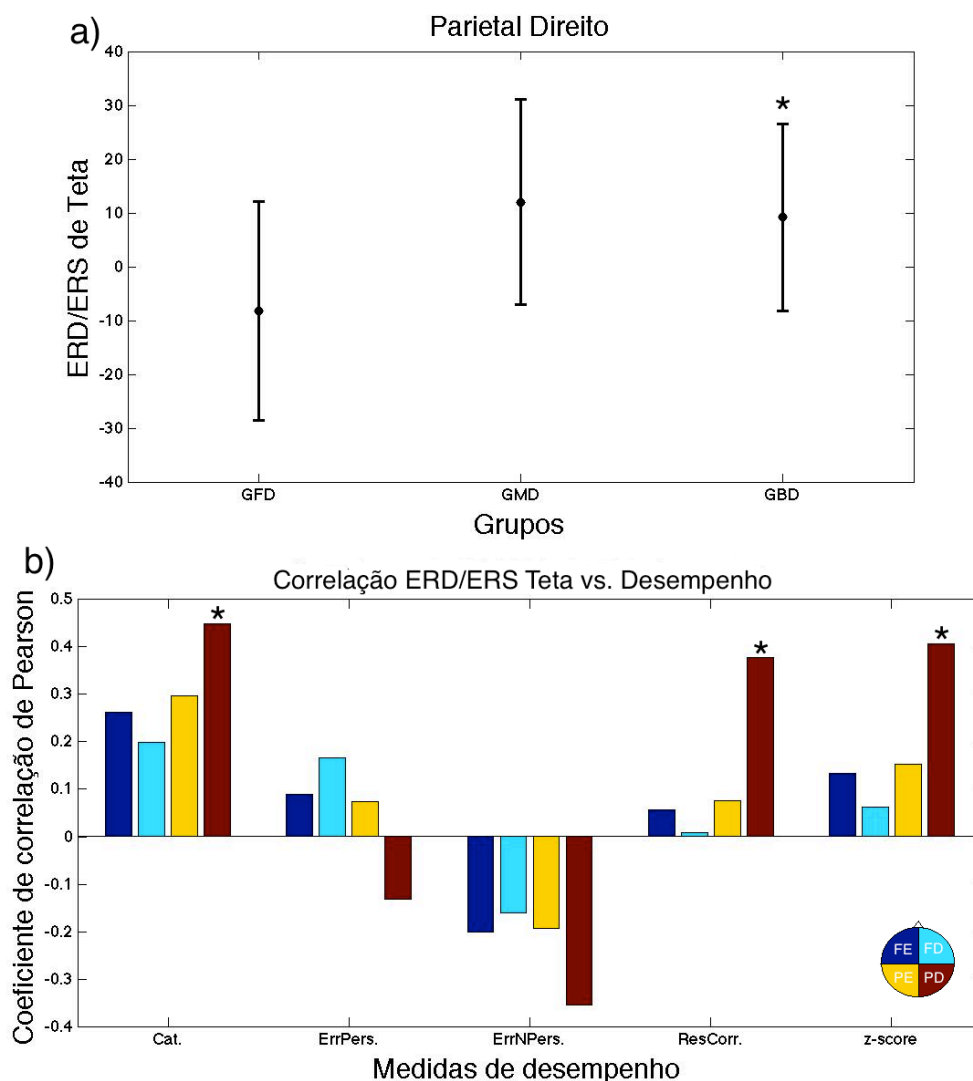 a)
Parietal Direito
ERD/ERS de Teta
40
30
20
10
0
-10
-20
-30
-40
*
GFD GMD GBD
Grupos
b)
Correlação ERD/ERS Teta vs. Desempenho
Coeficiente de correlação de Pearson
0.5
0.4
0.3
0.2
0.1
0
-0.1
-0.2
-0.3
-0.4
* * *
FE FD
PE PD
Cat. ErrPers. ErrNPers. ResCorr. z-score
Medidas de desempenho